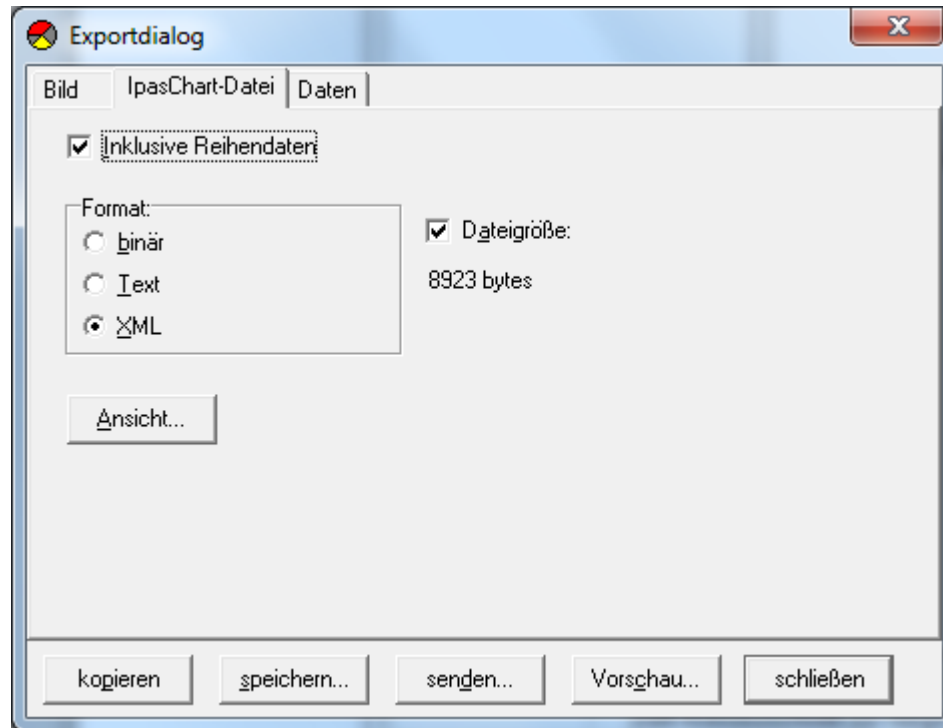 Exportdialog
Bild IpasChart-Datei Daten
Inklusive Reihendaten
Format:
binär
Text
XML
Dateigröße:
8923 bytes
Ansicht...
kopieren speichern... senden... Vorschau... schließen